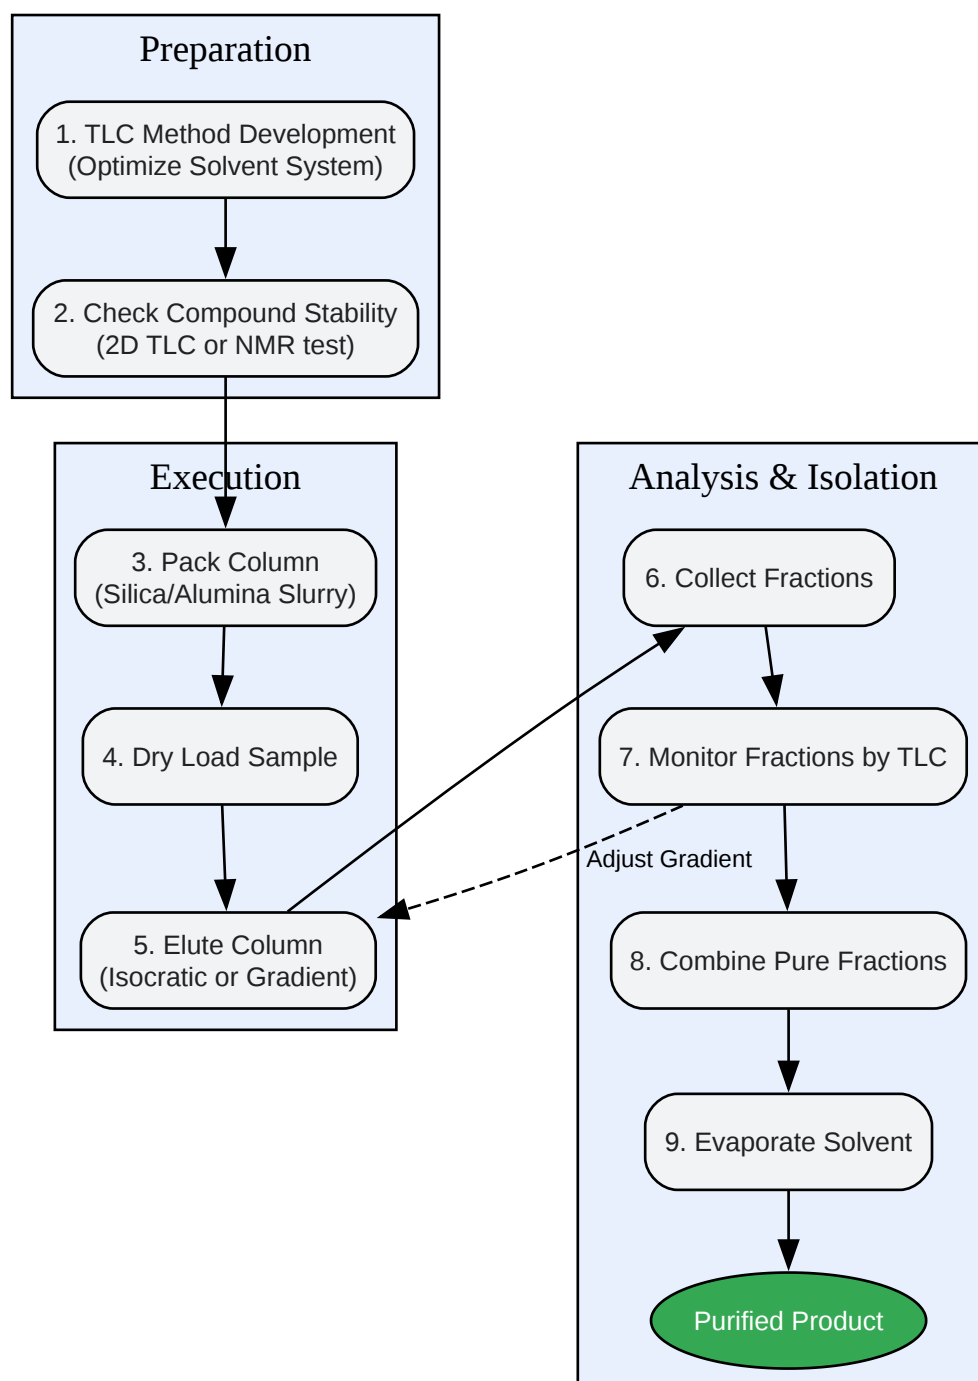 Preparation
1. TLC Method Development
(Optimize Solvent System)
2. Check Compound Stability
(2D TLC or NMR test)
Execution
3. Pack Column
(Silica/Alumina Slurry)
4. Dry Load Sample
5. Elute Column
(Isocratic or Gradient)
Analysis & Isolation
6. Collect Fractions
7. Monitor Fractions by TLC
Adjust Gradient
8. Combine Pure Fractions
9. Evaporate Solvent
Purified Product